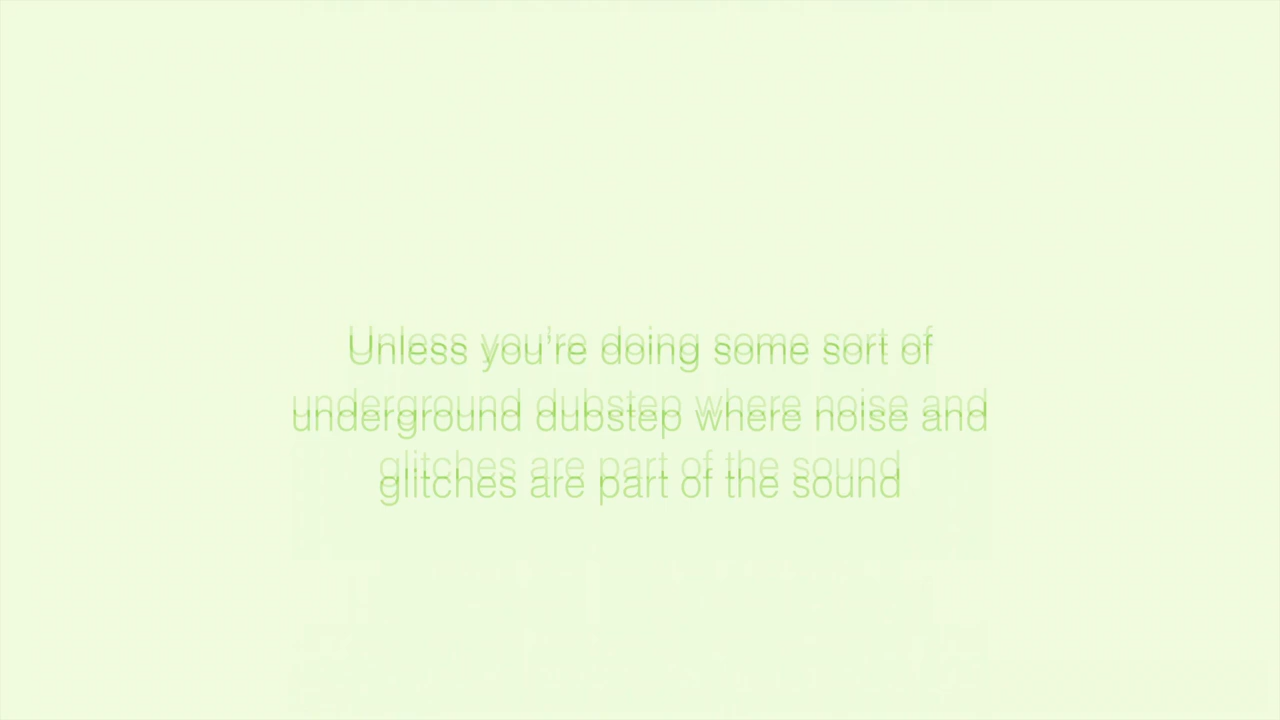 Unless you’re doing some sort of
underground dubstep where noise and
glitches are part of the sound